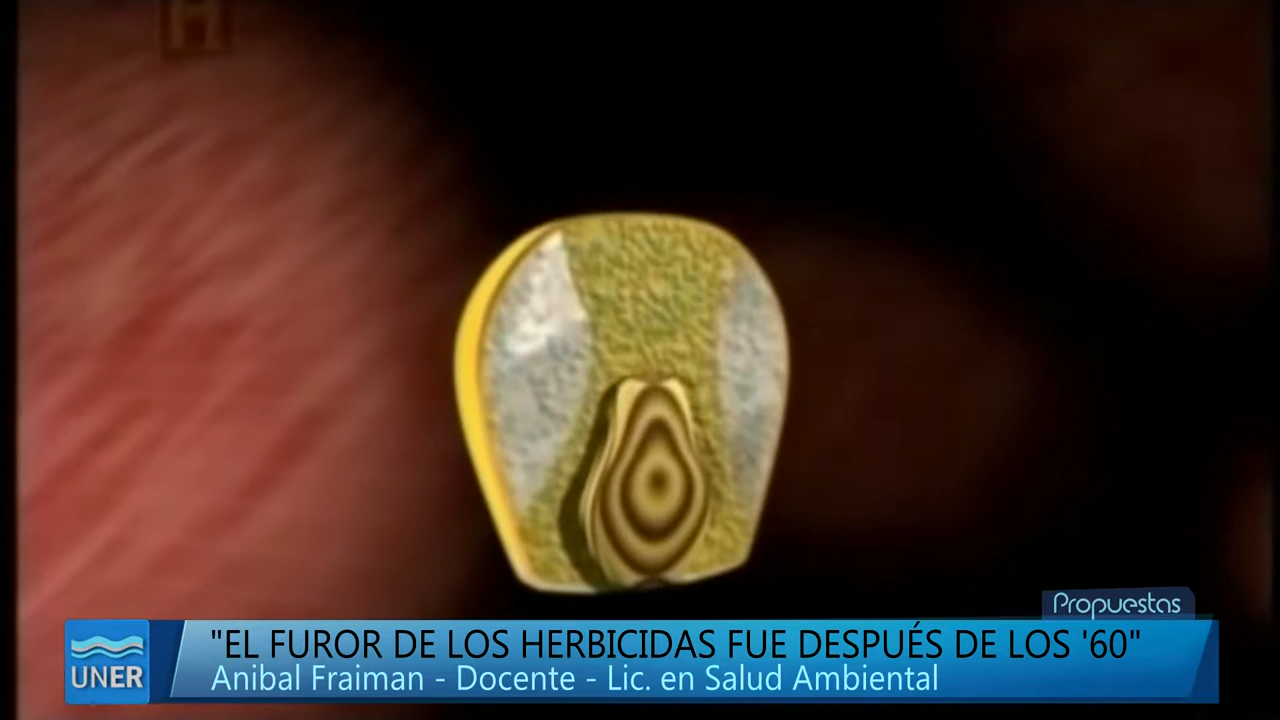 H
Propuestas
"EL FUROR DE LOS HERBICIDAS FUE DESPUÉS DE LOS '60"
Anibal Fraiman - Docente - Lic. en Salud Ambiental
UNER